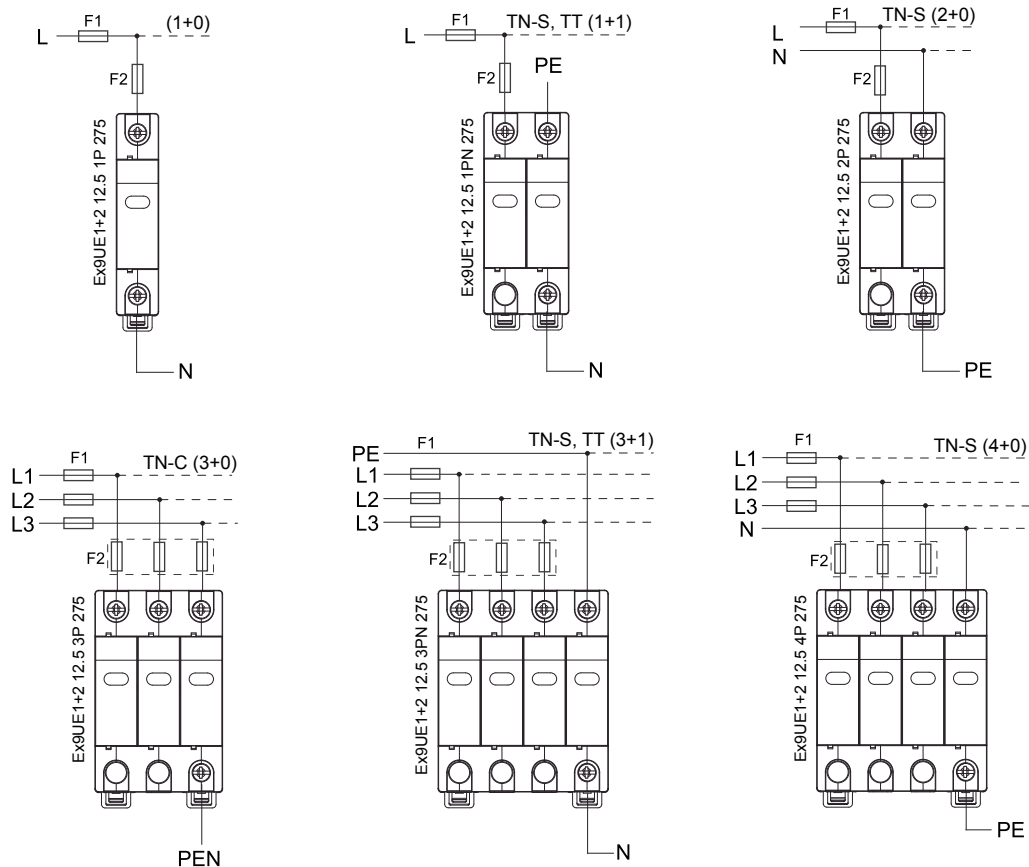 F1
(1+0)
L
F2
Ex9UE1+2 12.5 1P 275
N
F1
TN-S, TT (1+1)
L
F2
PE
Ex9UE1+2 12.5 1PN 275
N
F1
TN-S (2+0)
L
N
F2
Ex9UE1+2 12.5 2P 275
PE
F1
TN-C (3+0)
L1
L2
L3
F2
Ex9UE1+2 12.5 3P 275
PEN
F1
TN-S, TT (3+1)
PE
L1
L2
L3
F2
Ex9UE1+2 12.5 3PN 275
N
F1
TN-S (4+0)
L1
L2
L3
N
F2
Ex9UE1+2 12.5 4P 275
PE